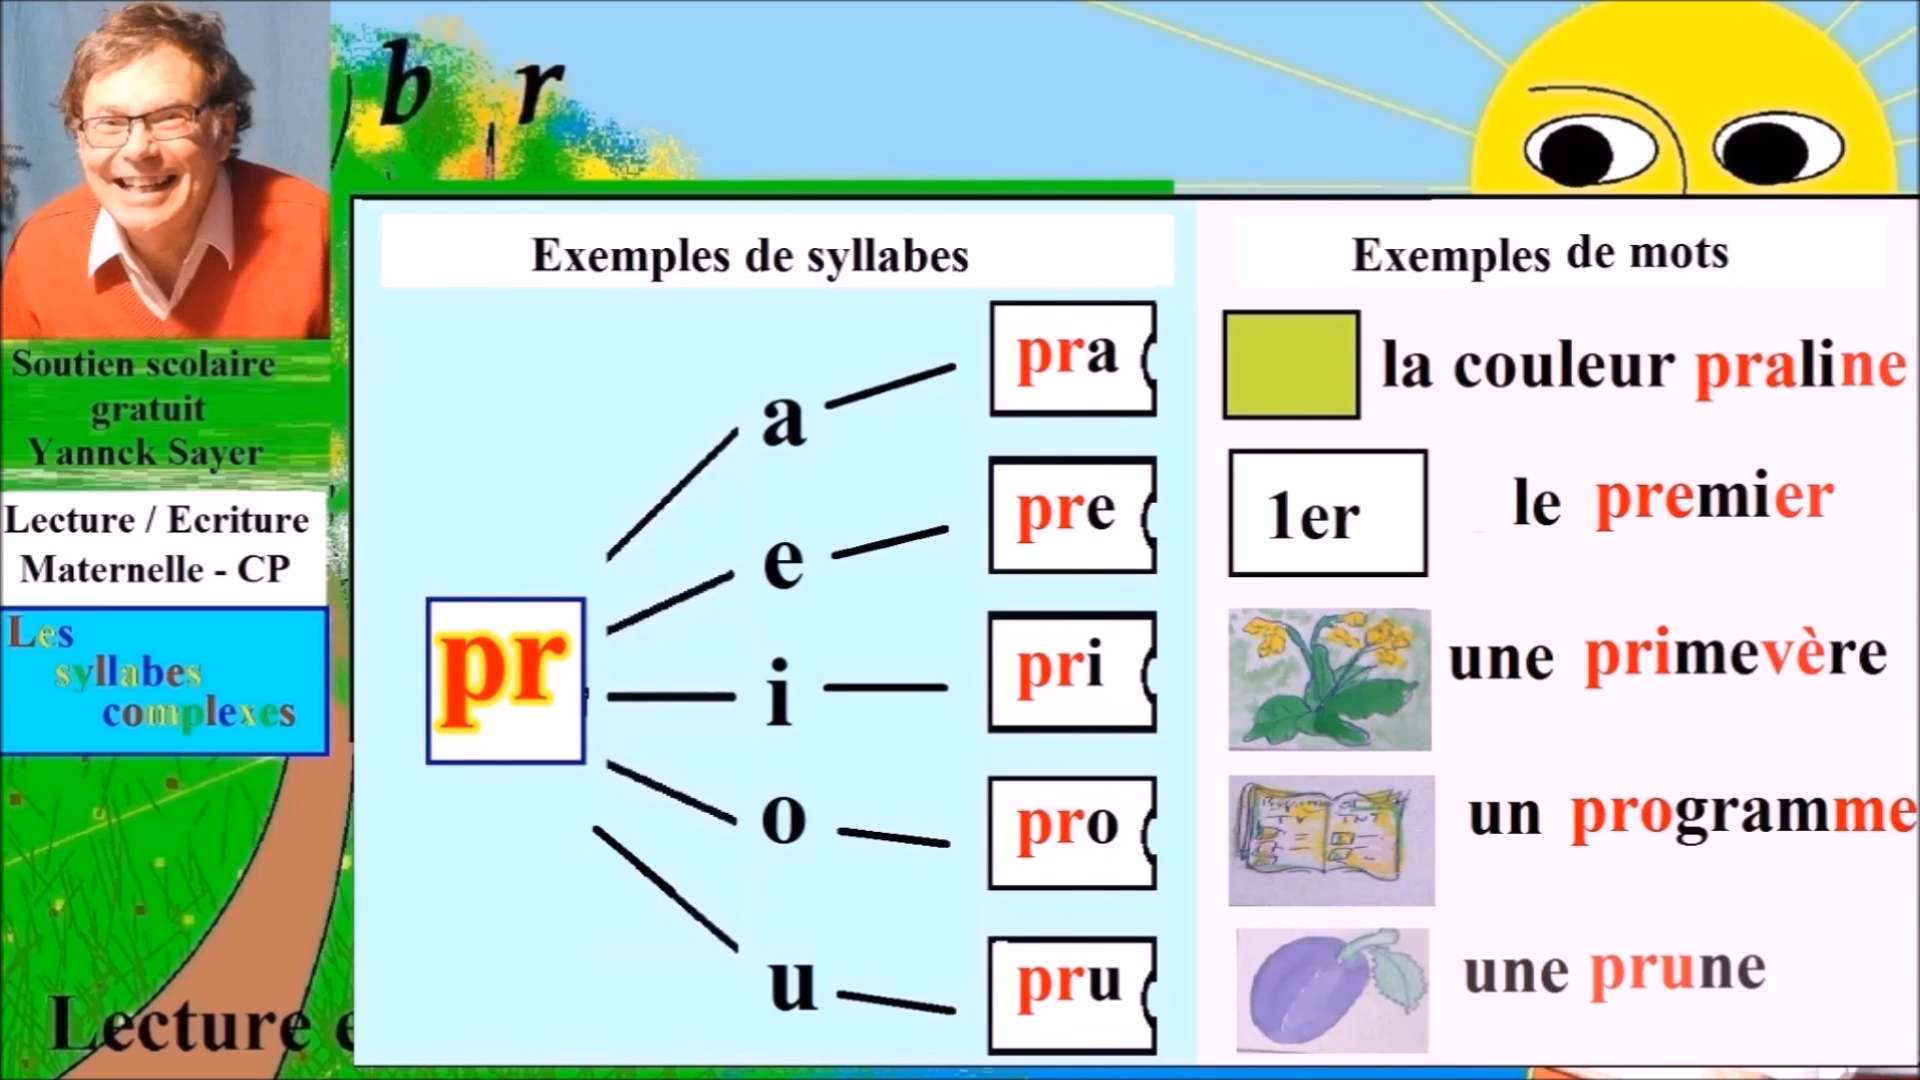 b r
Soutien scolaire
gratuit
Yannck Sayer
Lecture / Ecriture
Maternelle - CP
Les
syllabes
complexes
Lecture e
Exemples de syllabes
pr
a
e
i
o
u
pra
pre
pri
pro
pru
Exemples de mots
la couleur praline
1er le premier
une primevère
un programme
une prune